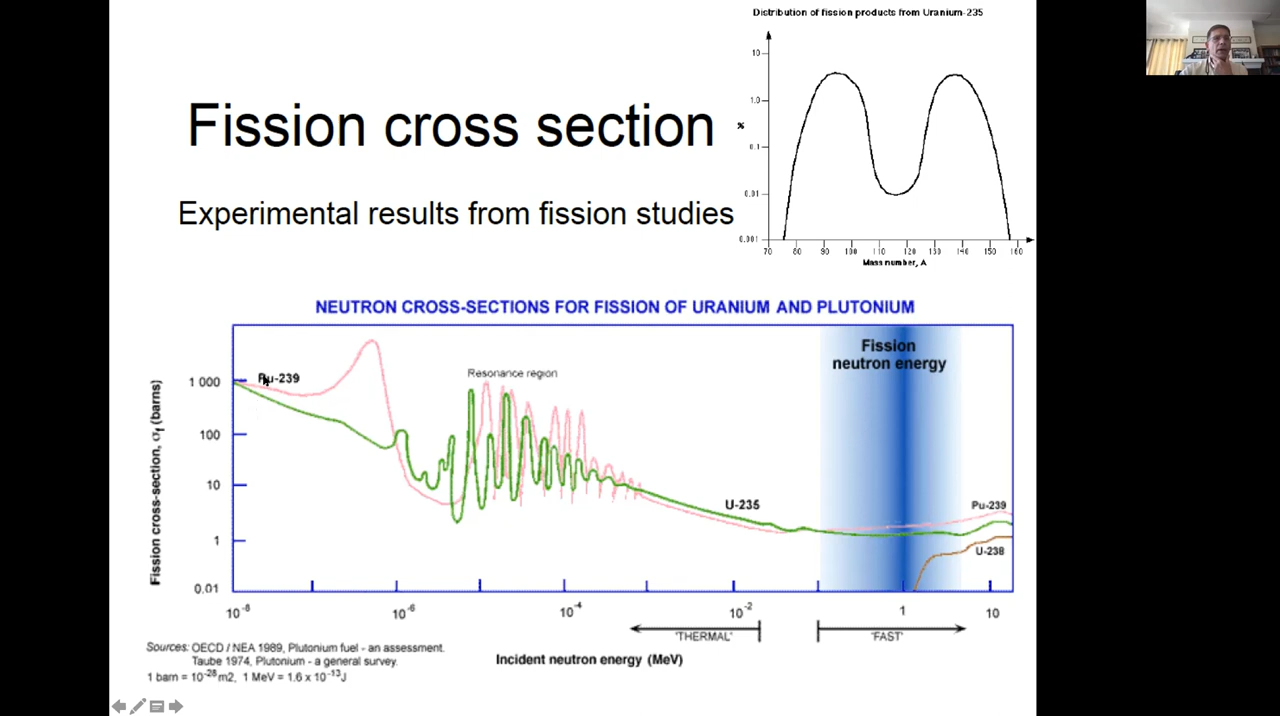 Distribution of fission products from Uranium-235
10
1.0
%
0.1
0.01
0.001
70 80 90 100 110 120 130 140 150 160
Mass number, A
Fission cross section
Experimental results from fission studies
NEUTRON CROSS-SECTIONS FOR FISSION OF URANIUM AND PLUTONIUM
Fission
neutron energy
Resonance region
Pu-239
1 000
100
10
1
0,01
Fission cross-section, σf (barns)
U-235
Pu-239
U-238
10⁻⁸ 10⁻⁶ 10⁻⁴ 10⁻² 1 10
'THERMAL' 'FAST'
Incident neutron energy (MeV)
Sources: OECD / NEA 1989, Plutonium fuel - an assessment.
Taube 1974, Plutonium - a general survey.
1 barn = 10⁻²⁸m2, 1 MeV = 1.6 x 10⁻¹³J